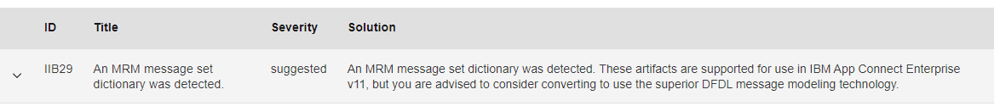 ID Title Severity Solution
IIB29 An MRM message set suggested An MRM message set dictionary was detected. These artifacts are supported for use in IBM App Connect Enterprise
dictionary was detected. v11, but you are advised to consider converting to use the superior DFDL message modeling technology.